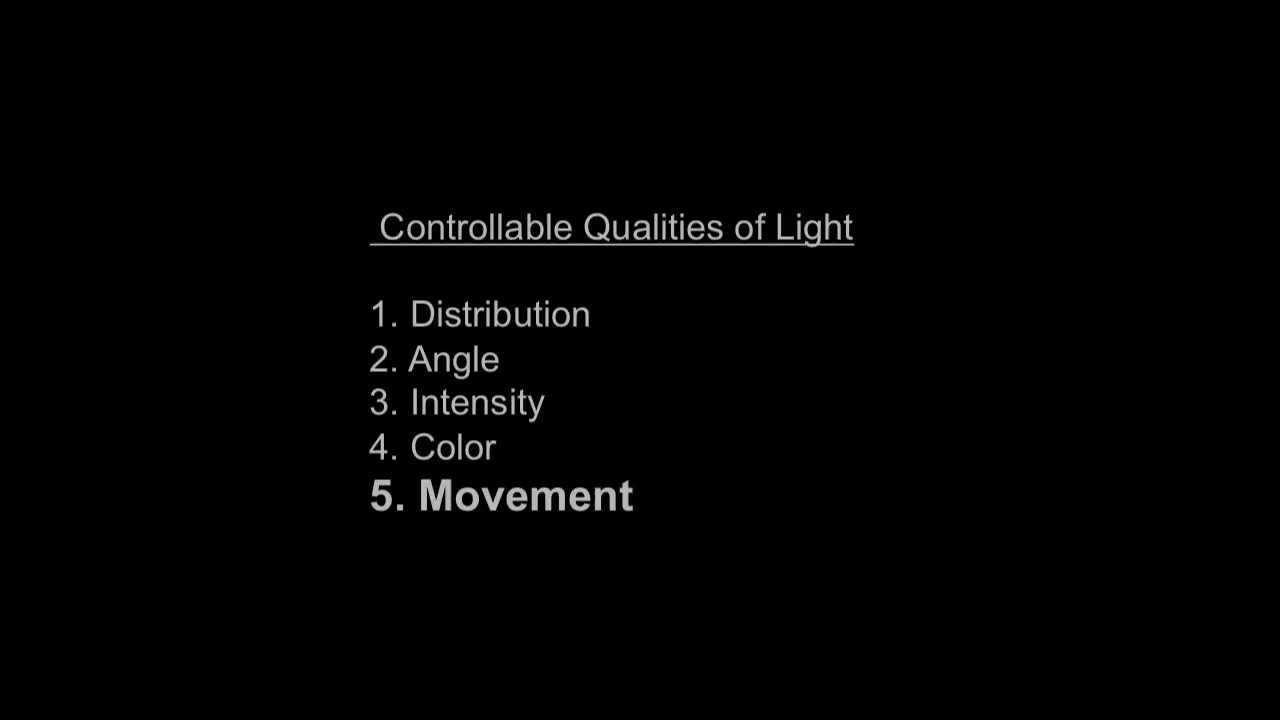 Controllable Qualities of Light
1. Distribution
2. Angle
3. Intensity
4. Color
5. Movement